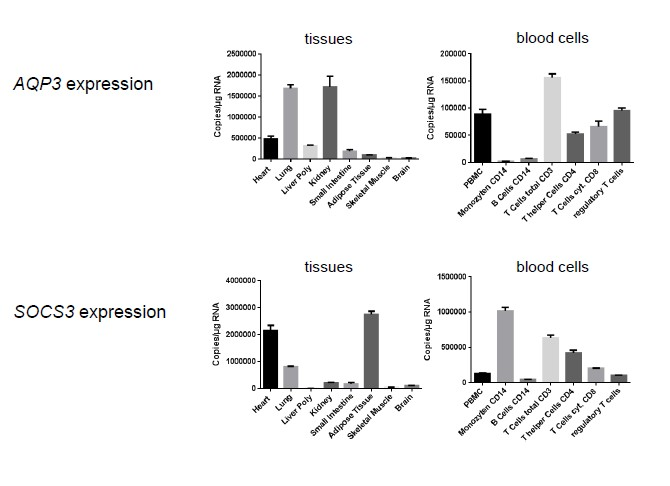 tissues
blood cells
AQP3 expression
Copies/µg RNA
2500000
2000000
1500000
1000000
500000
0
Heart
Lung
Liver Poly
Kidney
Small Intestine
Adipose Tissue
Skeletal Muscle
Brain
Copies/µg RNA
200000
150000
100000
50000
0
PBMC
Monozyten CD14
B Cells CD14
T Cells total CD3
T helper Cells CD4
T Cells cyt. CD8
regulatory T cells
tissues
blood cells
SOCS3 expression
Copies/µg RNA
4000000
3000000
2000000
1000000
0
Heart
Lung
Liver Poly
Kidney
Small Intestine
Adipose Tissue
Skeletal Muscle
Brain
Copies/µg RNA
1500000
1000000
500000
0
PBMC
Monozyten CD14
B Cells CD14
T Cells total CD3
T helper Cells CD4
T Cells cyt. CD8
regulatory T cells